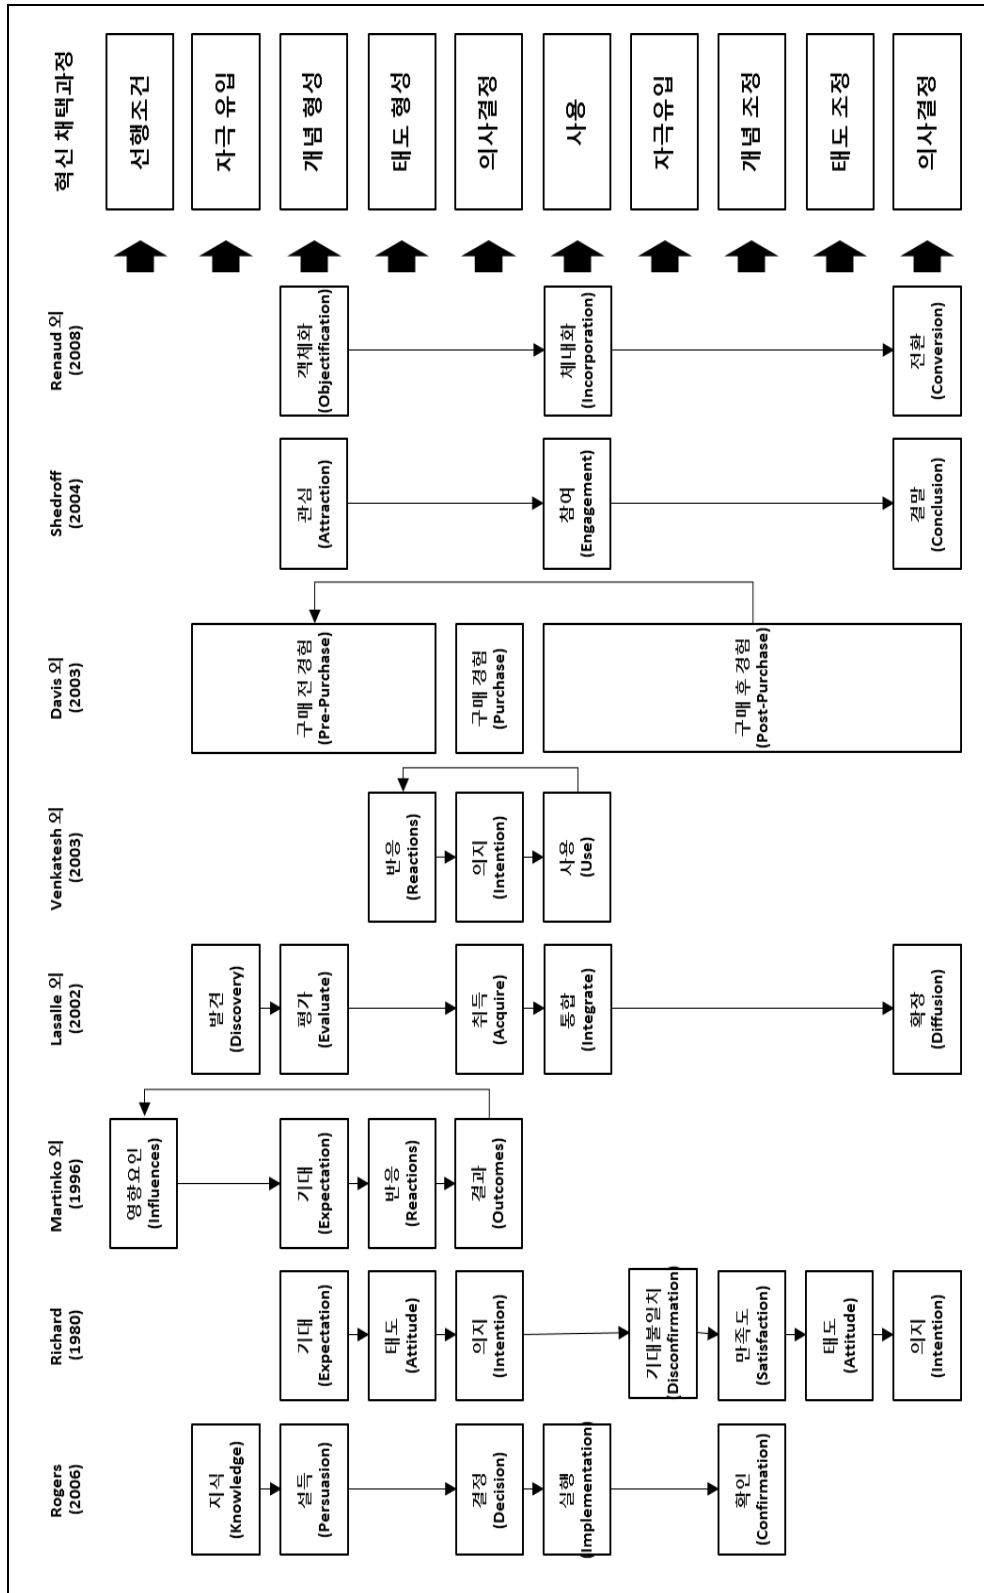 Rogers
(2006)
Richard
(1980)
Martinko 외
(1996)
Lasalle 외
(2002)
Venkatesh 외
(2003)
Davis 외
(2003)
Shedroff
(2004)
Renaud 외
(2008)
혁신 채택과정
영향요인
(Influences)
선행조건
지식
(Knowledge)
발견
(Discovery)
자극 유입
설득
(Persuasion)
기대
(Expectation)
기대
(Expectation)
평가
(Evaluate)
구매 전 경험
(Pre-Purchase)
관심
(Attraction)
객체화
(Objectification)
개념 형성
태도
(Attitude)
반응
(Reactions)
반응
(Reactions)
태도 형성
결정
(Decision)
의지
(Intention)
결과
(Outcomes)
취득
(Acquire)
의지
(Intention)
구매 경험
(Purchase)
의사결정
실행
(Implementation)
통합
(Integrate)
사용
(Use)
참여
(Engagement)
체내화
(Incorporation)
사용
기대불일치
(Disconfirmation)
자극유입
확인
(Confirmation)
만족도
(Satisfaction)
구매 후 경험
(Post-Purchase)
개념 조정
태도
(Attitude)
태도 조정
의지
(Intention)
확장
(Diffusion)
결말
(Conclusion)
전환
(Conversion)
의사결정